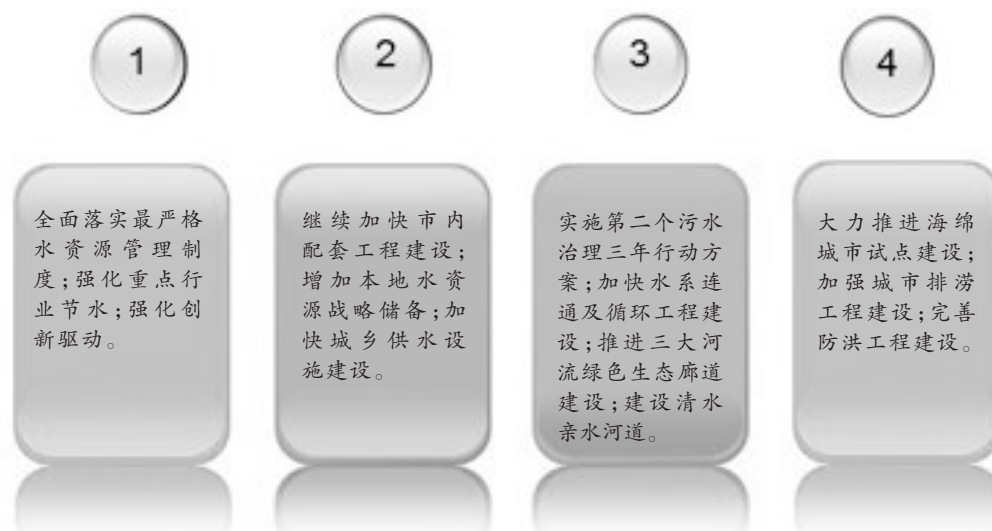 1
2
3
4
全面落实最严格
水资源管理制
度;强化重点行
业节水;强化创
新驱动。
继续加快市内
配套工程建设;
增加本地水资
源战略储备;加
快城乡供水设
施建设。
实施第二个污水
治理三年行动方
案;加快水系连
通及循环工程建
设;推进三大河
流绿色生态廊道
建设;建设清水
亲水河道。
大力推进海绵
城市试点建设;
加强城市排涝
工程建设;完善
防洪工程建设。